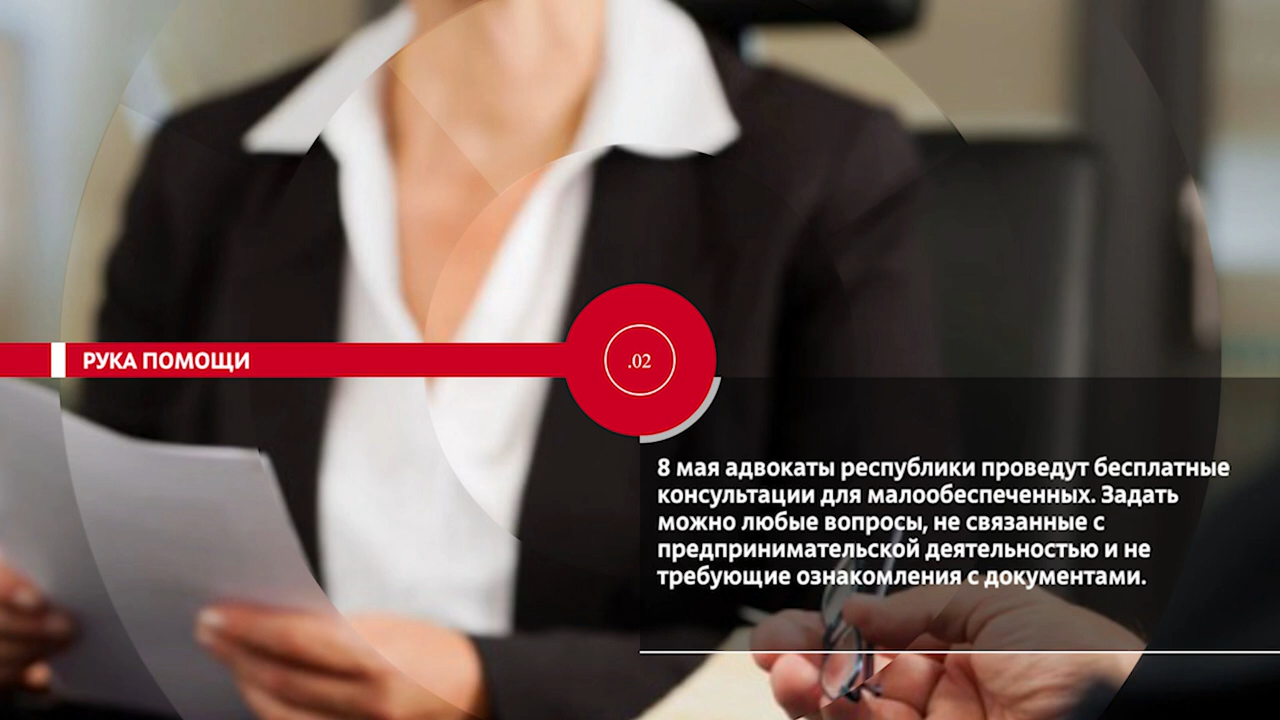 РУКА ПОМОЩИ
.02
8 мая адвокаты республики проведут бесплатные
консультации для малообеспеченных. Задать
можно любые вопросы, не связанные с
предпринимательской деятельностью и не
требующие ознакомления с документами.